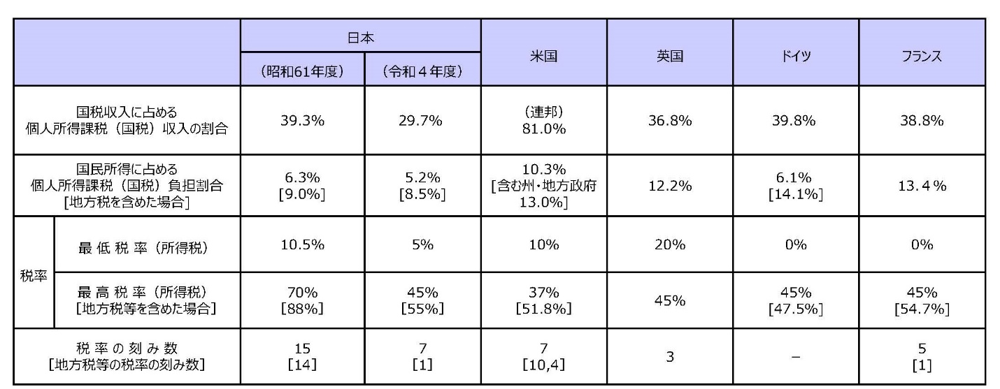 日本
米国
英国
ドイツ
フランス
（昭和61年度）
（令和４年度）
国税収入に占める
個人所得課税（国税）収入の割合
39.3%
29.7%
（連邦）
81.0%
36.8%
39.8%
38.8%
国民所得に占める
個人所得課税（国税）負担割合
[地方税を含めた場合]
6.3%
[9.0%]
5.2%
[8.5%]
10.3%
[含む州・地方政府
13.0%]
12.2%
6.1%
[14.1%]
13.４％
税率
最 低 税 率（所得税）
10.5%
5%
10%
20%
0%
0%
最 高 税 率（所得税）
[地方税等を含めた場合]
70%
[88%]
45%
[55%]
37%
[51.8%]
45%
45%
[47.5%]
45%
[54.7%]
税 率 の 刻 み 数
[地方税等の税率の刻み数]
15
[14]
7
[1]
7
[10,4]
3
−
5
[1]